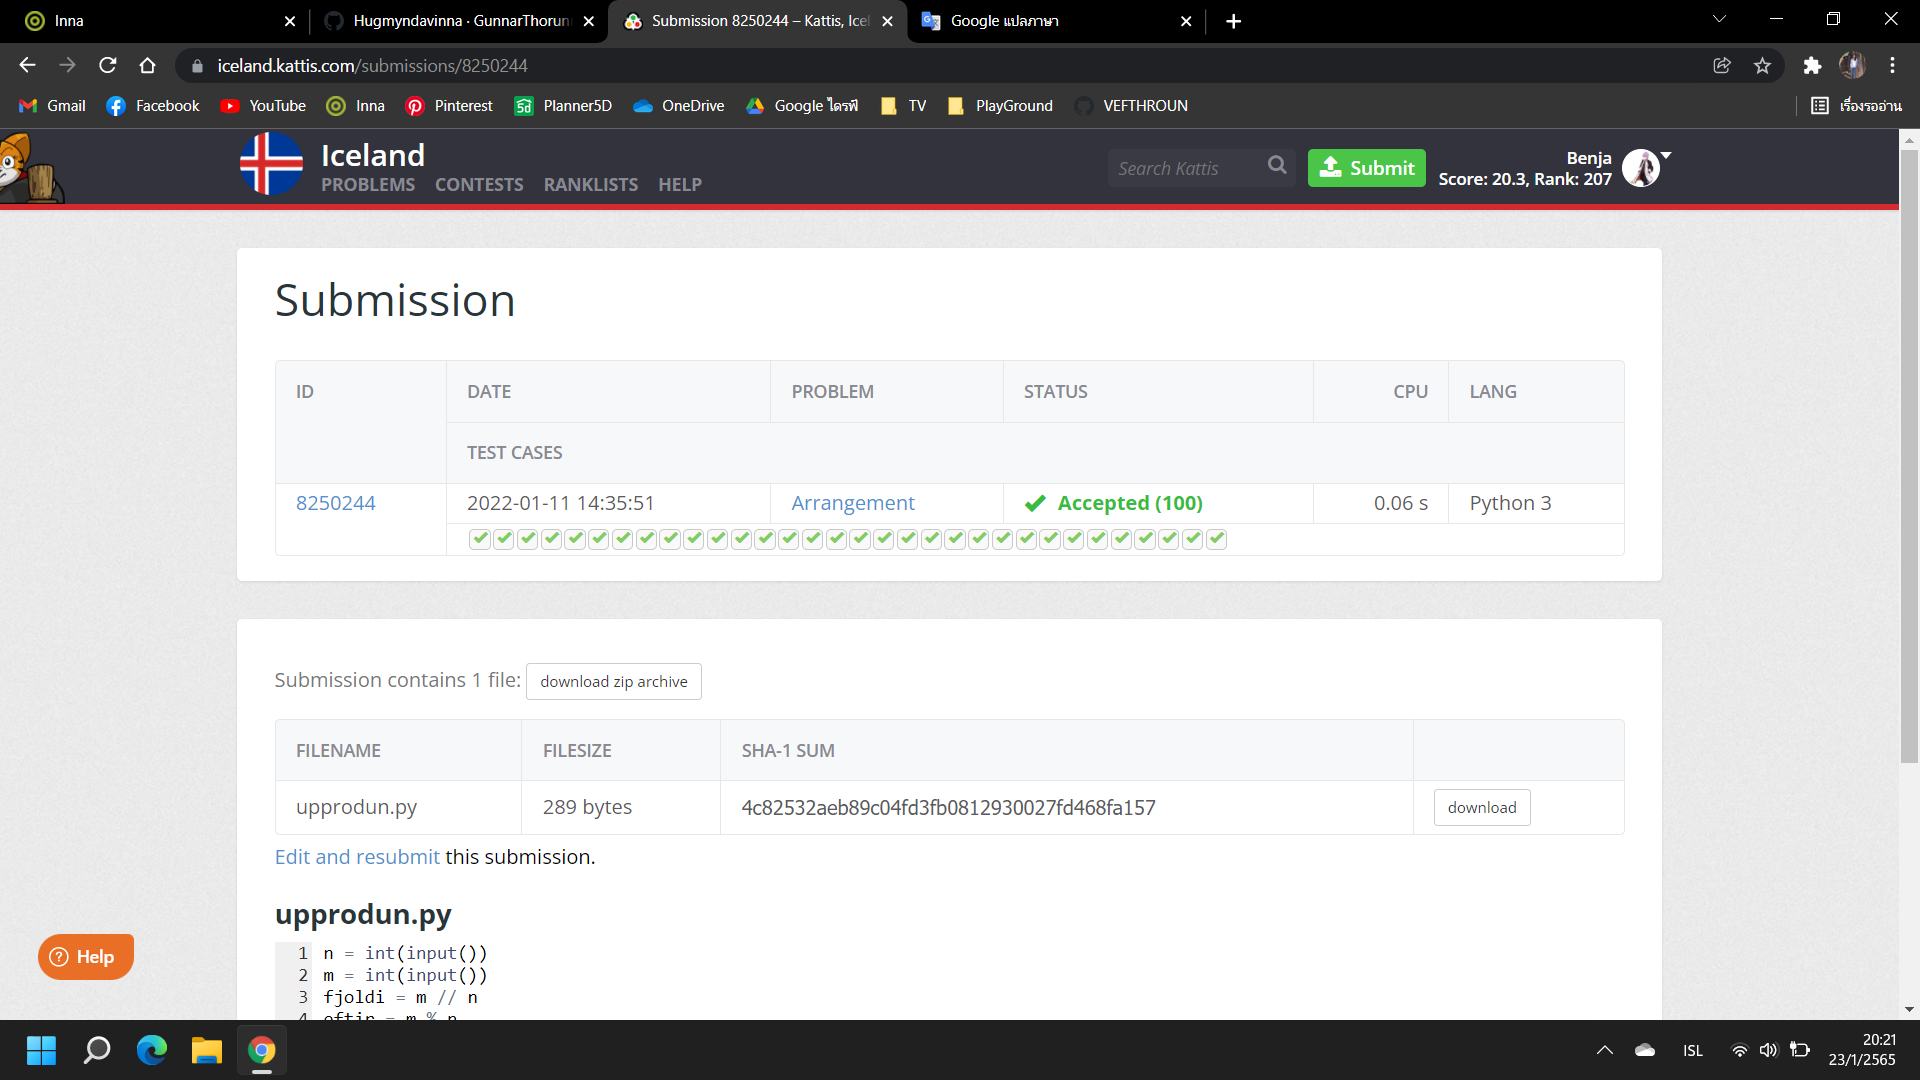 Inna
Hugmyndavinna · GunnarThorun
Submission 8250244 – Kattis, Icel
Google แปลภาษา
iceland.kattis.com/submissions/8250244
Gmail
Facebook
YouTube
Inna
Pinterest
Planner5D
OneDrive
Google ไดรฟ์
TV
PlayGround
VEFTHROUN
เรื่องรออ่าน
Iceland
PROBLEMS CONTESTS RANKLISTS HELP
Search Kattis
Submit
Benja
Score: 20.3, Rank: 207
Submission
ID DATE PROBLEM STATUS CPU LANG
TEST CASES
8250244 2022-01-11 14:35:51 Arrangement Accepted (100) 0.06 s Python 3
Submission contains 1 file: download zip archive
FILENAME FILESIZE SHA-1 SUM
upprodun.py 289 bytes 4c82532aeb89c04fd3fb0812930027fd468fa157 download
Edit and resubmit this submission.
upprodun.py
1 n = int(input())
2 m = int(input())
3 fjoldi = m // n
4 eftir = m % n
Help
ISL
20:21
23/1/2565